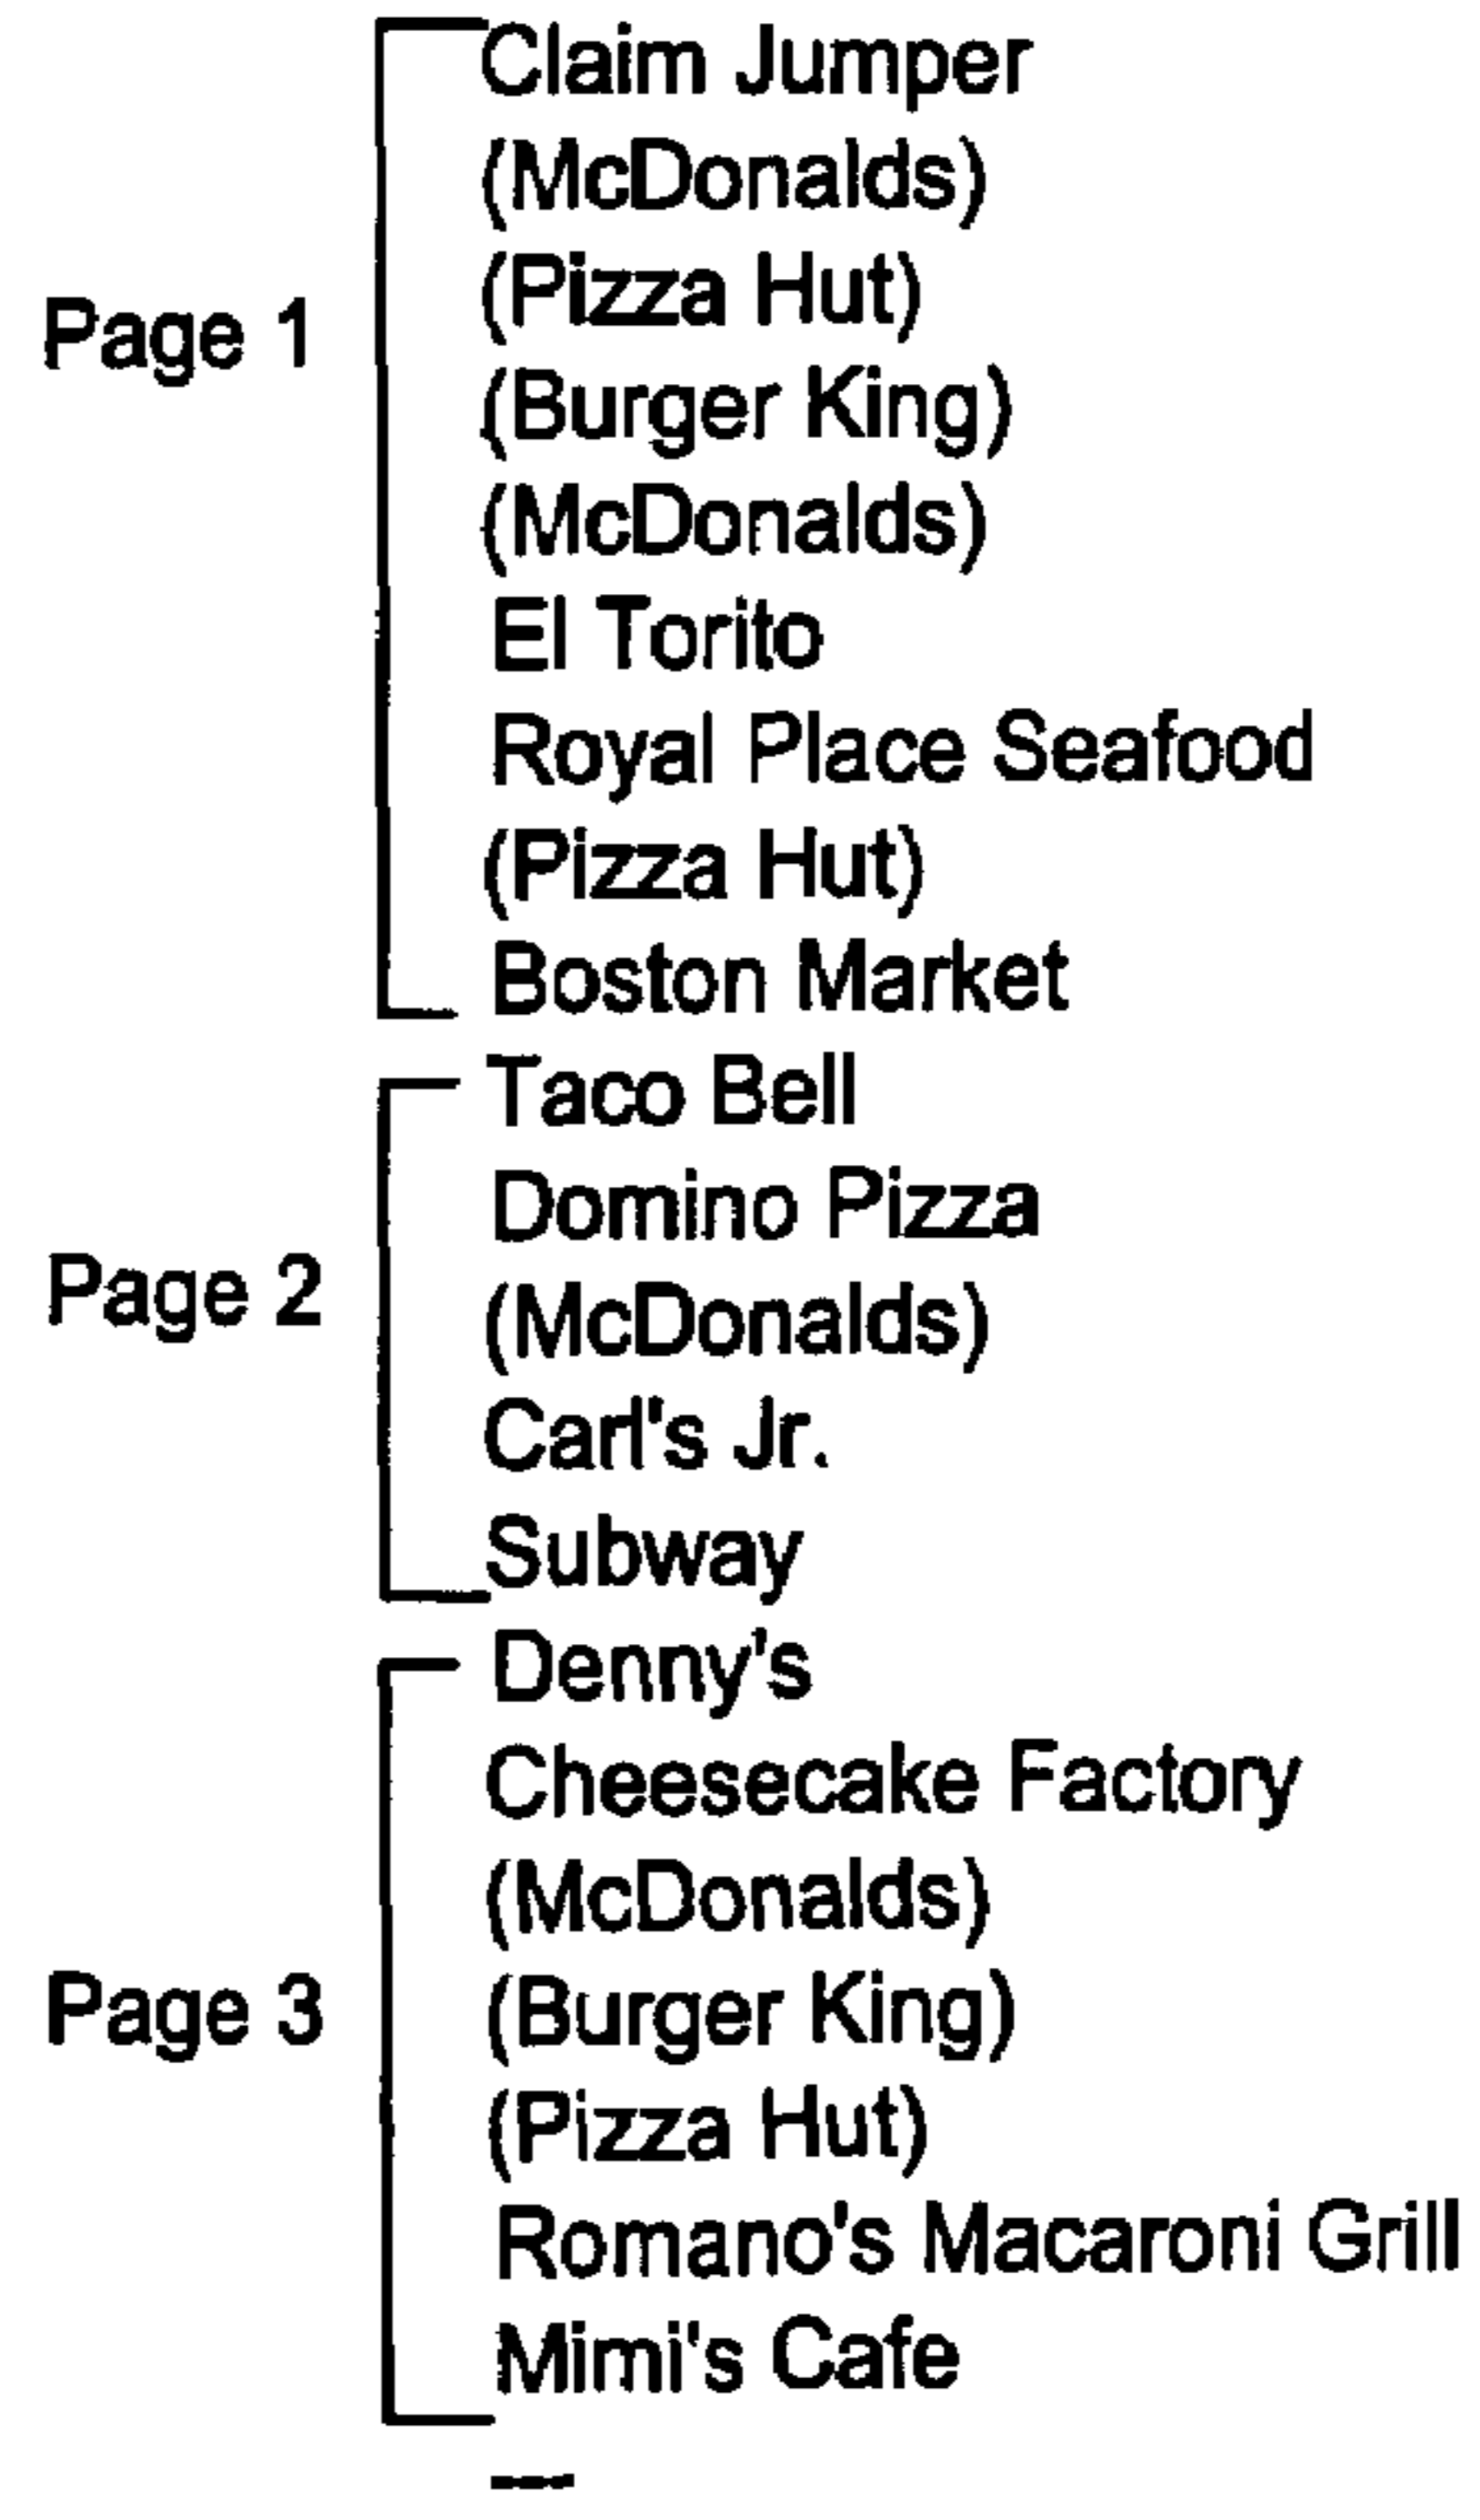 Page 1
Claim Jumper
(McDonalds)
(Pizza Hut)
(Burger King)
(McDonalds)
El Torito
Royal Place Seafood
(Pizza Hut)
Boston Market
Page 2
Taco Bell
Domino Pizza
(McDonalds)
Carl's Jr.
Subway
Page 3
Denny's
Cheesecake Factory
(McDonalds)
(Burger King)
(Pizza Hut)
Romano's Macaroni Grill
Mimi's Cafe
---